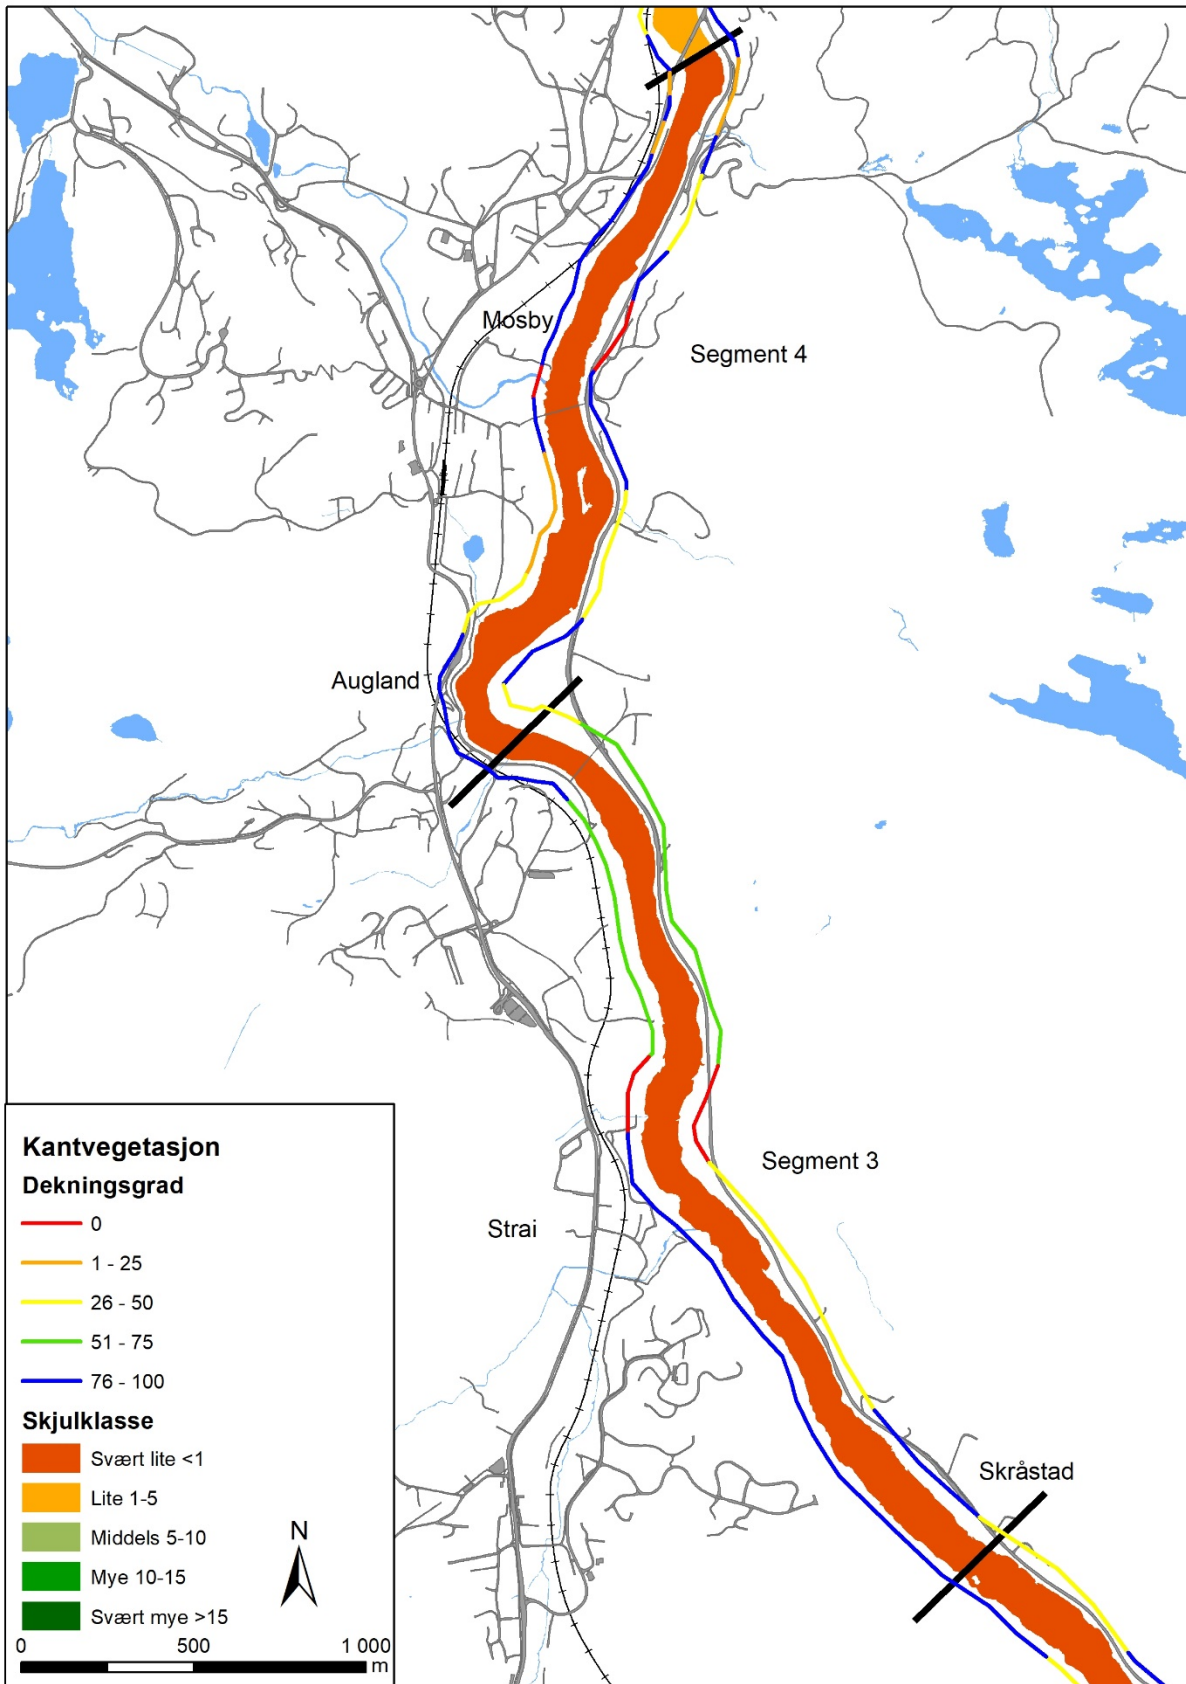 Mosby
Segment 4
Augland
Segment 3
Strai
Skråstad
Kantvegetasjon
Dekningsgrad
0
1 - 25
26 - 50
51 - 75
76 - 100
Skjulklasse
Svært lite <1
Lite 1-5
Middels 5-10
Mye 10-15
Svært mye >15
N
0 500 1 000
m